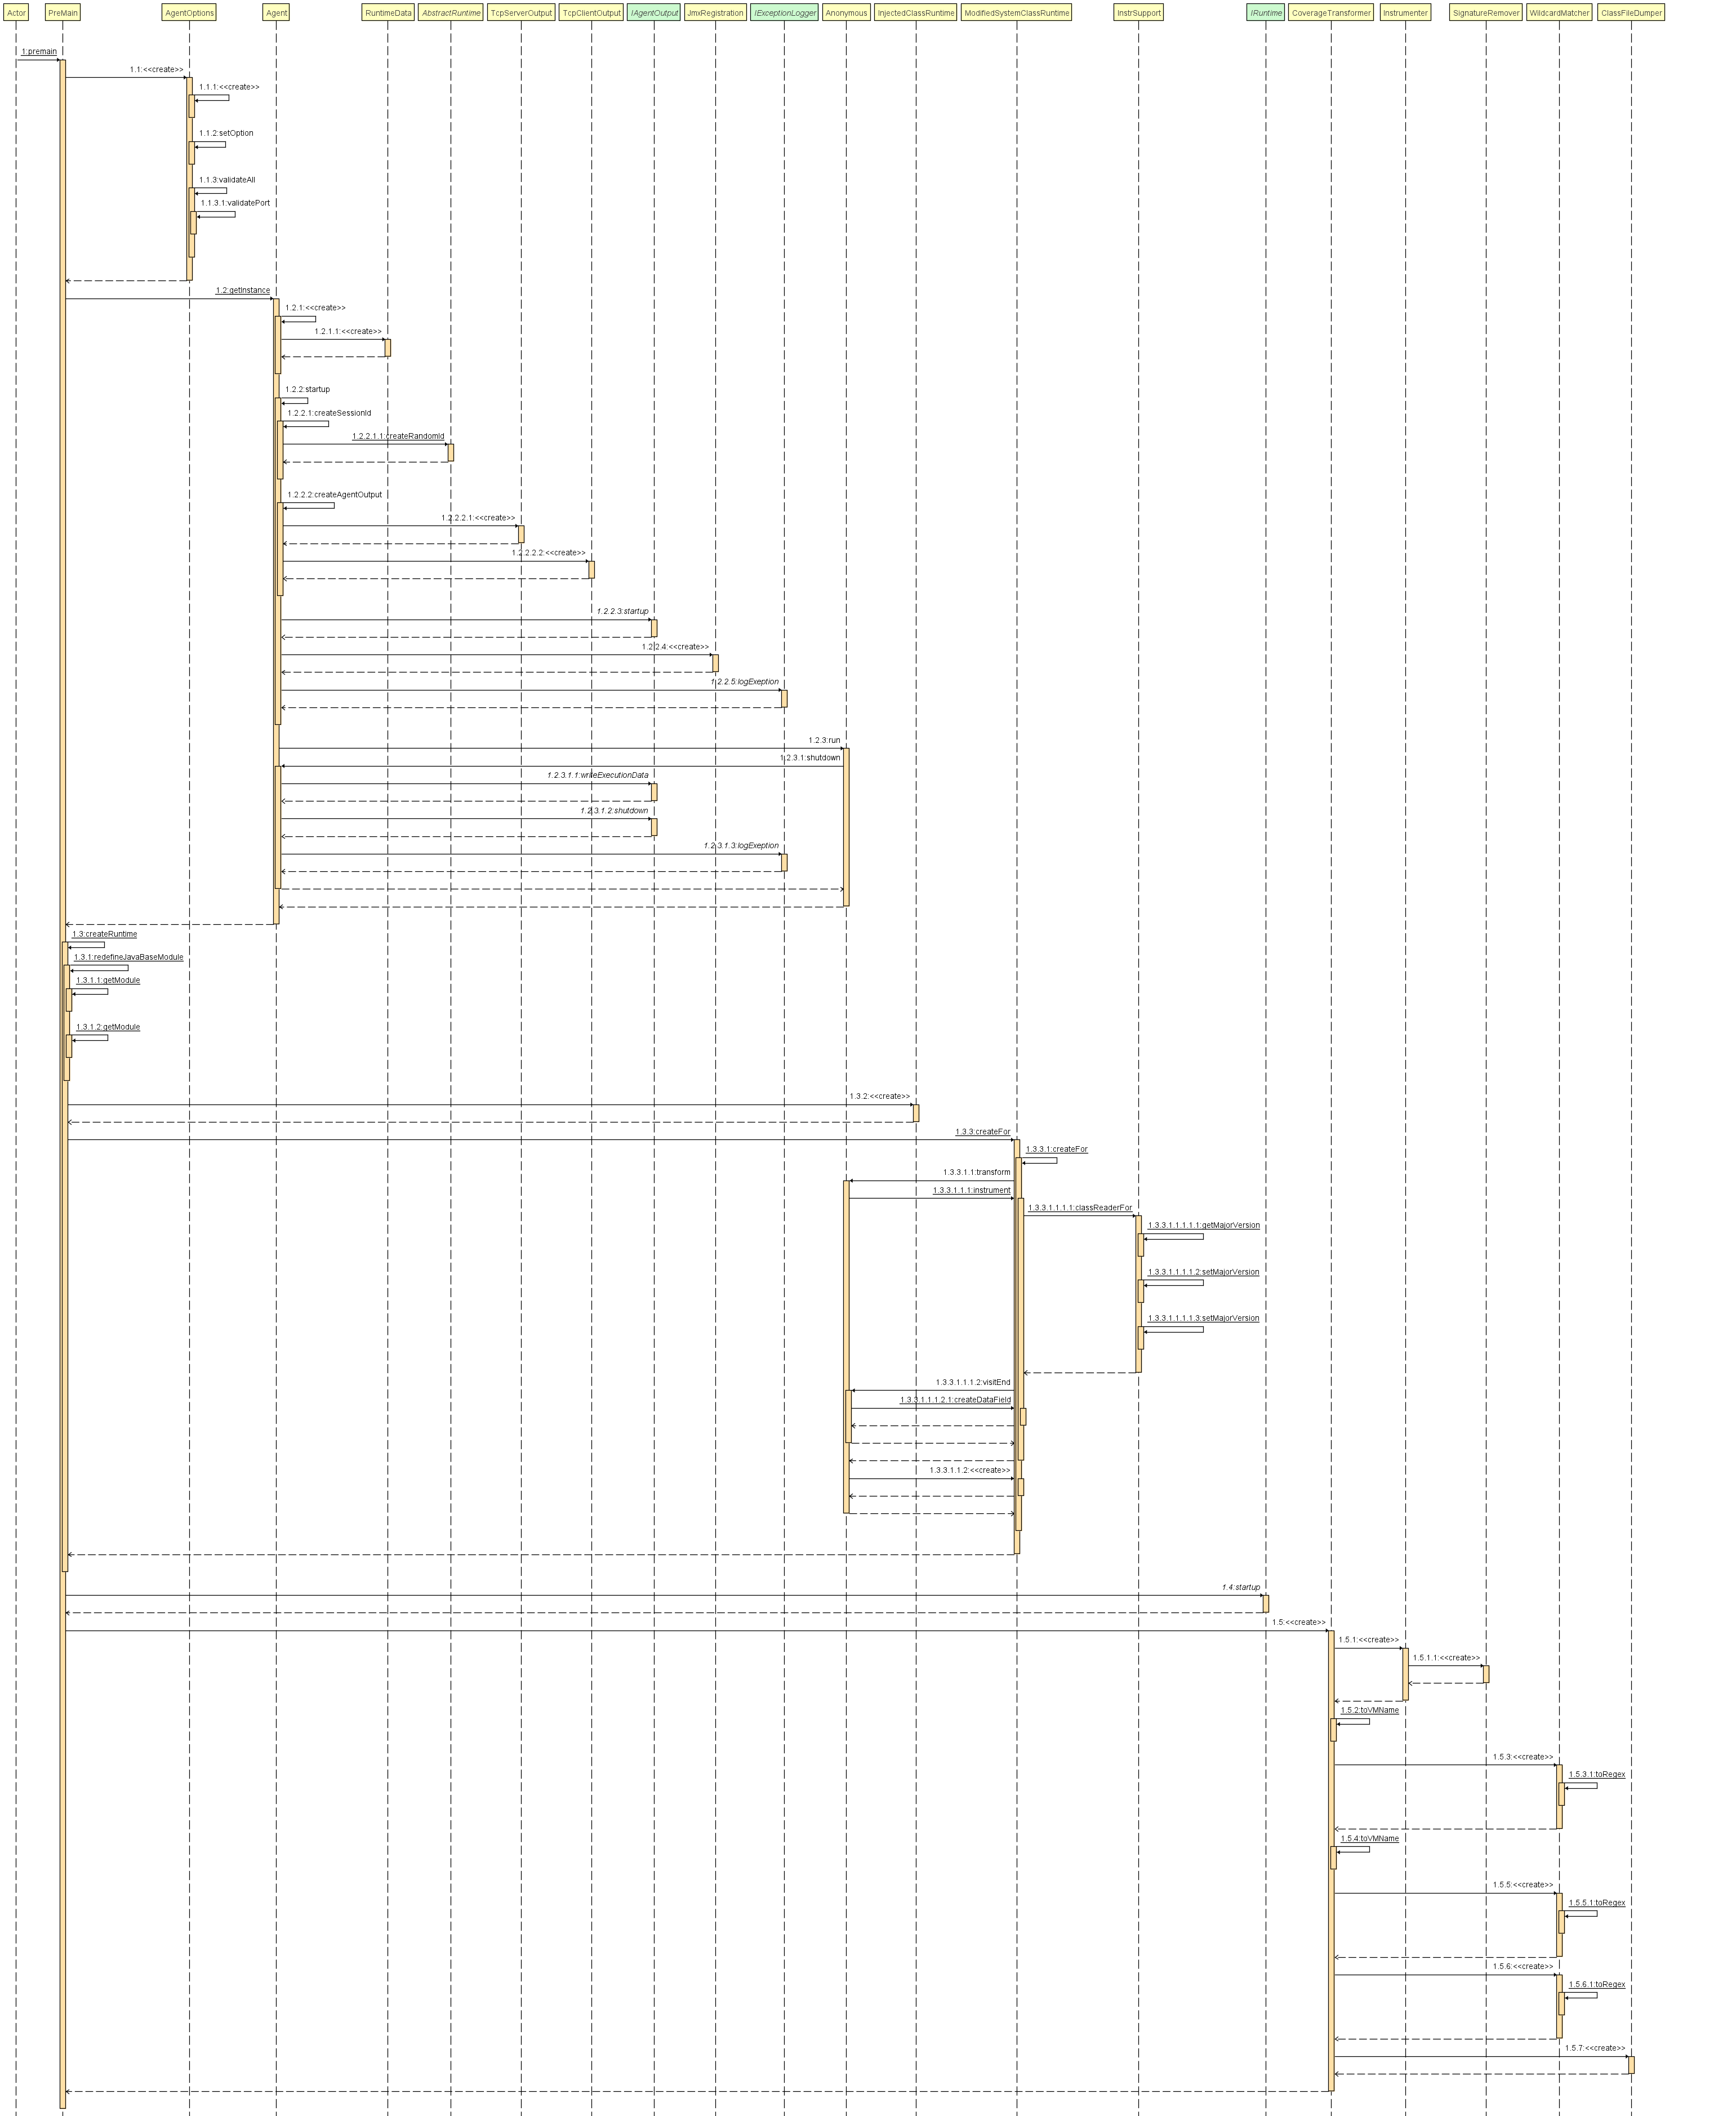 Actor PreMain AgentOptions Agent RuntimeData AbstractRuntime TcpServerOutput TcpClientOutput IAgentOutput JmxRegistration IExceptionLogger Anonymous InjectedClassRuntime ModifiedSystemClassRuntime InstrSupport IRuntime CoverageTransformer Instrumenter SignatureRemover WildcardMatcher ClassFileDumper
1:premain
1.1:<<create>>
1.1.1:<<create>>
1.1.2:setOption
1.1.3:validateAll
1.1.3.1:validatePort
1.2:getInstance
1.2.1:<<create>>
1.2.1.1:<<create>>
1.2.2:startup
1.2.2.1:createSessionId
1.2.2.1.1:createRandomId
1.2.2.2:createAgentOutput
1.2.2.2.1:<<create>>
1.2.2.2.2:<<create>>
1.2.2.3:startup
1.2.2.4:<<create>>
1.2.2.5:logExeption
1.2.3:run
1.2.3.1:shutdown
1.2.3.1.1:writeExecutionData
1.2.3.1.2:shutdown
1.2.3.1.3:logExeption
1.3:createRuntime
1.3.1:redefineJavaBaseModule
1.3.1.1:getModule
1.3.1.2:getModule
1.3.2:<<create>>
1.3.3:createFor
1.3.3.1:createFor
1.3.3.1.1:transform
1.3.3.1.1.1:instrument
1.3.3.1.1.1.1:classReaderFor
1.3.3.1.1.1.1.1:getMajorVersion
1.3.3.1.1.1.1.2:setMajorVersion
1.3.3.1.1.1.1.3:setMajorVersion
1.3.3.1.1.1.2:visitEnd
1.3.3.1.1.1.2.1:createDataField
1.3.3.1.1.2:<<create>>
1.4:startup
1.5:<<create>>
1.5.1:<<create>>
1.5.1.1:<<create>>
1.5.2:toVMName
1.5.3:<<create>>
1.5.3.1:toRegex
1.5.4:toVMName
1.5.5:<<create>>
1.5.5.1:toRegex
1.5.6:<<create>>
1.5.6.1:toRegex
1.5.7:<<create>>